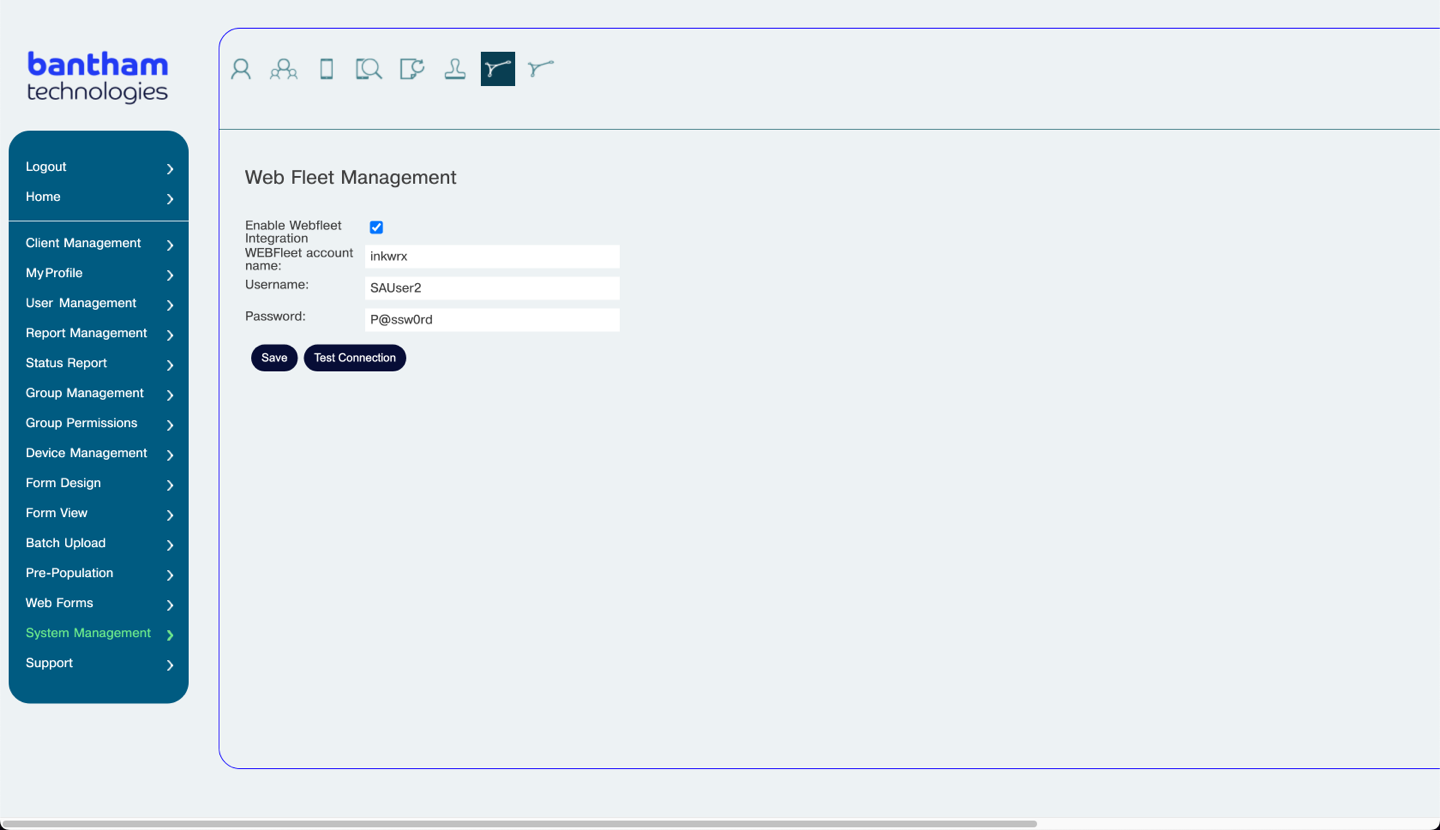 bantham
technologies
Logout
Home
Client Management
My Profile
User Management
Report Management
Status Report
Group Management
Group Permissions
Device Management
Form Design
Form View
Batch Upload
Pre-Population
Web Forms
System Management
Support
Web Fleet Management
Enable Webfleet
Integration
WEBFleet account
name:
inkwrx
Username:
SAUser2
Password:
P@ssw0rd
Save
Test Connection